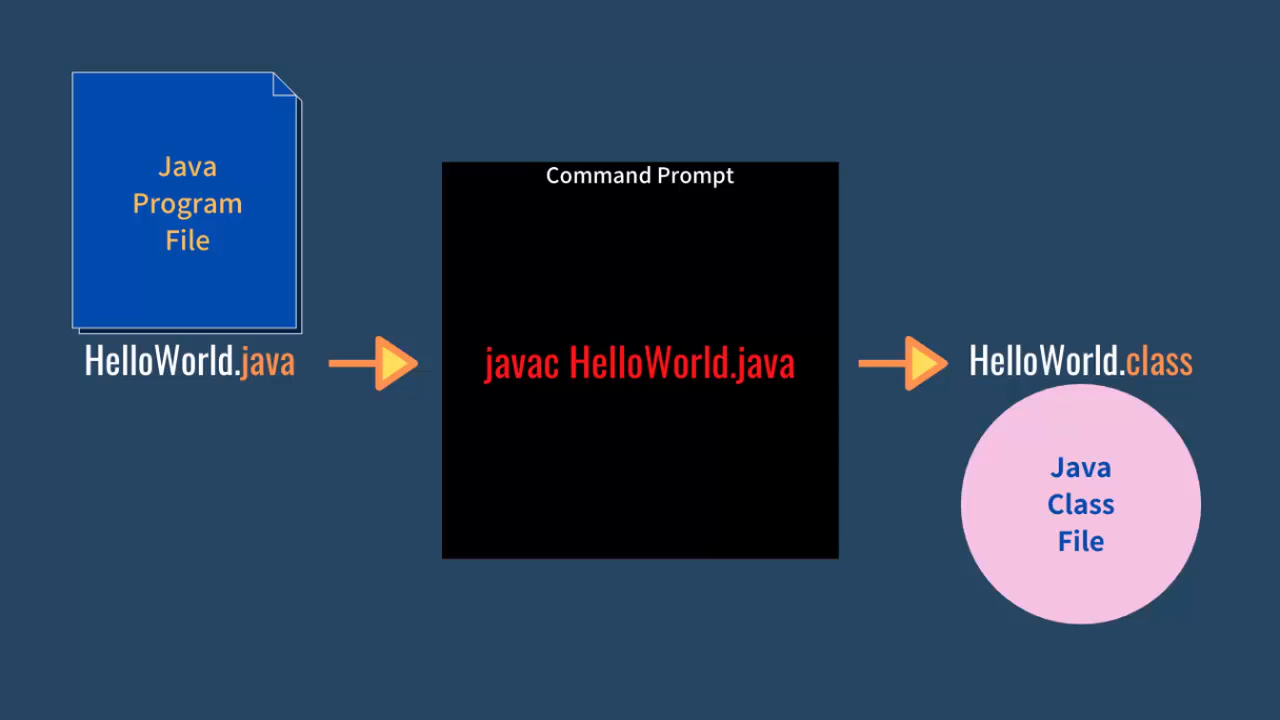 Java
Program
File
HelloWorld.java
Command Prompt
javac HelloWorld.java
HelloWorld.class
Java
Class
File